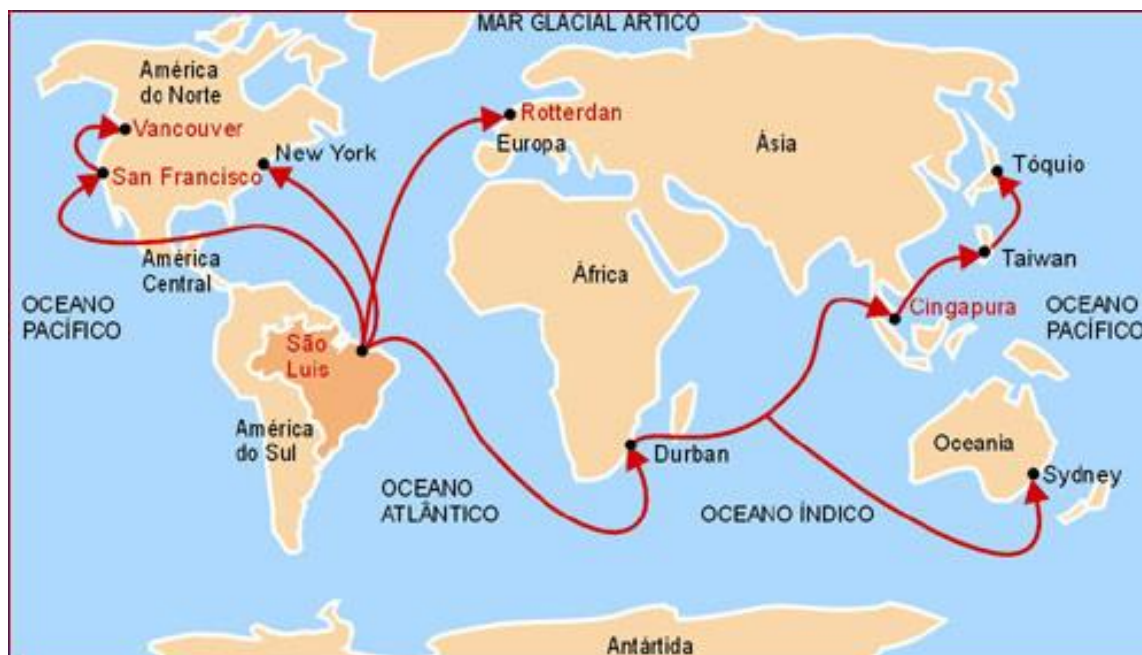 MAR GLACIAL ÁRTICO
América
do Norte
Vancouver
New York
San Francisco
Rotterdan
Europa
Ásia
Tóquio
Taiwan
América
Central
África
OCEANO
PACÍFICO
Cingapura
OCEANO
PACÍFICO
São
Luis
América
do Sul
Durban
Oceania
Sydney
OCEANO
ATLÂNTICO
OCEANO ÍNDICO
Antártida